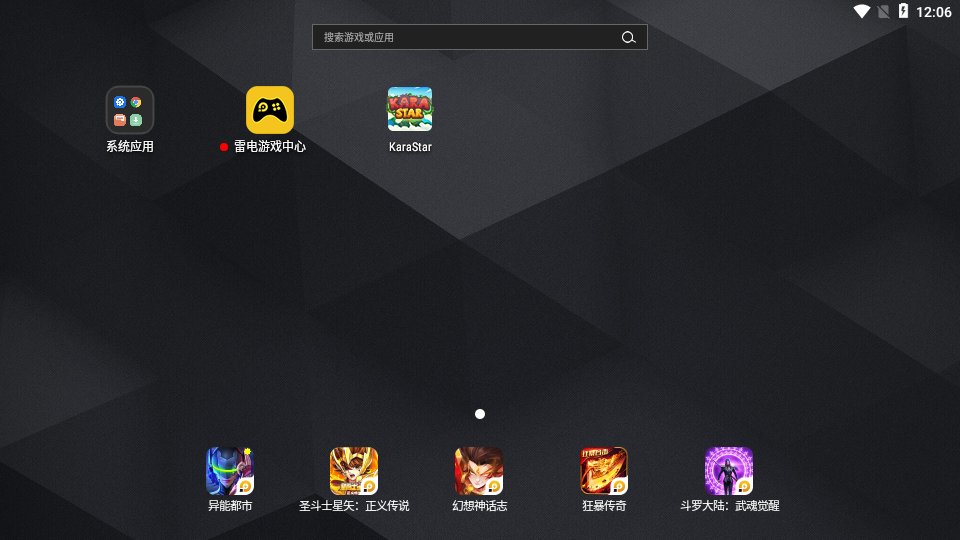 12:06
搜索游戏或应用
KARA
STAR
系统应用
雷电游戏中心
KaraStar
异能都市
圣斗士星矢：正义传说
幻想神话志
狂暴传奇
斗罗大陆：武魂觉醒